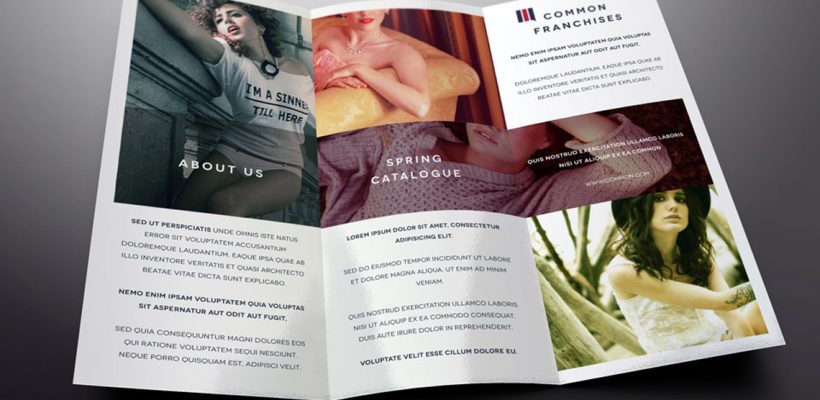 I'M A SINNER
TILL HERE
ABOUT US
SED UT PERSPICIATIS UNDE OMNIS ISTE NATUS
ERROR SIT VOLUPTATEM ACCUSANTIUM
DOLOREMQUE LAUDANTIUM, EAQUE IPSA QUAE AB
ILLO INVENTORE VERITATIS ET QUASI ARCHITECTO
BEATAE VITAE DICTA SUNT EXPLICABO.
NEMO ENIM IPSAM VOLUPTATEM QUIA VOLUPTAS
SIT ASPERNATUR AUT ODIT AUT FUGIT.
SED QUIA CONSEQUUNTUR MAGNI DOLORES EOS
QUI RATIONE VOLUPTATEM SEQUI NESCIUNT.
NEQUE PORRO QUISQUAM EST, ADIPISCI VELIT.
SPRING
CATALOGUE
LOREM IPSUM DOLOR SIT AMET, CONSECTETUR
ADIPISICING ELIT.
SED DO EIUSMOD TEMPOR INCIDIDUNT UT LABORE
ET DOLORE MAGNA ALIQUA. UT ENIM AD MINIM
VENIAM.
QUIS NOSTRUD EXERCITATION ULLAMCO LABORIS
NISI UT ALIQUIP EX EA COMMODO CONSEQUAT.
DUIS AUTE IRURE DOLOR IN REPREHENDERIT.
VOLUPTATE VELIT ESSE CILLUM DOLORE EU.
COMMON
FRANCHISES
NEMO ENIM IPSAM VOLUPTATEM QUIA VOLUPTAS
SIT ASPERNATUR AUT ODIT AUT FUGIT.
DOLOREMQUE LAUDANTIUM, EAQUE IPSA QUAE AB
ILLO INVENTORE VERITATIS ET QUASI ARCHITECTO
BEATAE VITAE DICTA SUNT EXPLICABO.
QUIS NOSTRUD EXERCITATION ULLAMCO LABORIS
NISI UT ALIQUIP EX EA COMMON
WWW.COMMON.COM